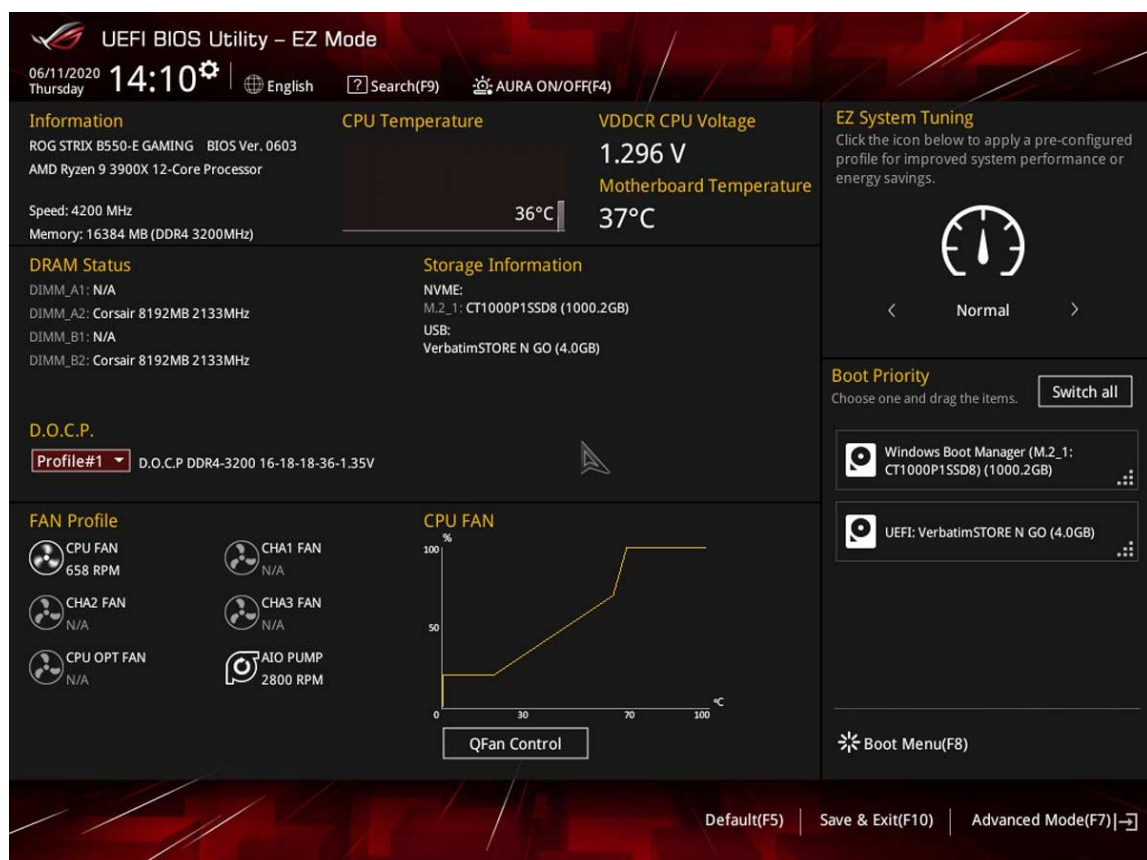 UEFI BIOS Utility – EZ Mode
06/11/2020
Thursday
14:10
English
? Search(F9)
AURA ON/OFF(F4)
Information
ROG STRIX B550-E GAMING BIOS Ver. 0603
AMD Ryzen 9 3900X 12-Core Processor
Speed: 4200 MHz
Memory: 16384 MB (DDR4 3200MHz)
CPU Temperature
36°C
VDDCR CPU Voltage
1.296 V
Motherboard Temperature
37°C
EZ System Tuning
Click the icon below to apply a pre-configured
profile for improved system performance or
energy savings.
< Normal >
DRAM Status
DIMM_A1: N/A
DIMM_A2: Corsair 8192MB 2133MHz
DIMM_B1: N/A
DIMM_B2: Corsair 8192MB 2133MHz
Storage Information
NVME:
M.2_1: CT1000P1SSD8 (1000.2GB)
USB:
VerbatimSTORE N GO (4.0GB)
D.O.C.P.
Profile#1
D.O.C.P DDR4-3200 16-18-18-36-1.35V
Boot Priority
Choose one and drag the items.
Switch all
Windows Boot Manager (M.2_1:
CT1000P1SSD8) (1000.2GB)
UEFI: VerbatimSTORE N GO (4.0GB)
FAN Profile
CPU FAN
658 RPM
CHA1 FAN
N/A
CHA2 FAN
N/A
CHA3 FAN
N/A
CPU OPT FAN
N/A
AIO PUMP
2800 RPM
CPU FAN
%
100
50
0 30 70 100
°C
QFan Control
Boot Menu(F8)
Default(F5)
Save & Exit(F10)
Advanced Mode(F7)